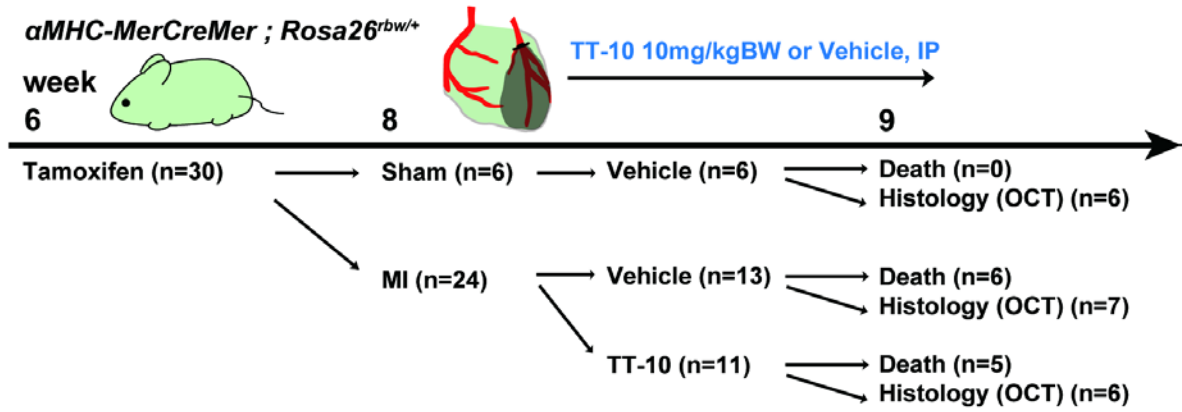 αMHC-MerCreMer ; Rosa26rbw/+
TT-10 10mg/kgBW or Vehicle, IP
week
6 8 9
Tamoxifen (n=30) Sham (n=6) Vehicle (n=6) Death (n=0)
Histology (OCT) (n=6)
MI (n=24) Vehicle (n=13) Death (n=6)
Histology (OCT) (n=7)
TT-10 (n=11) Death (n=5)
Histology (OCT) (n=6)